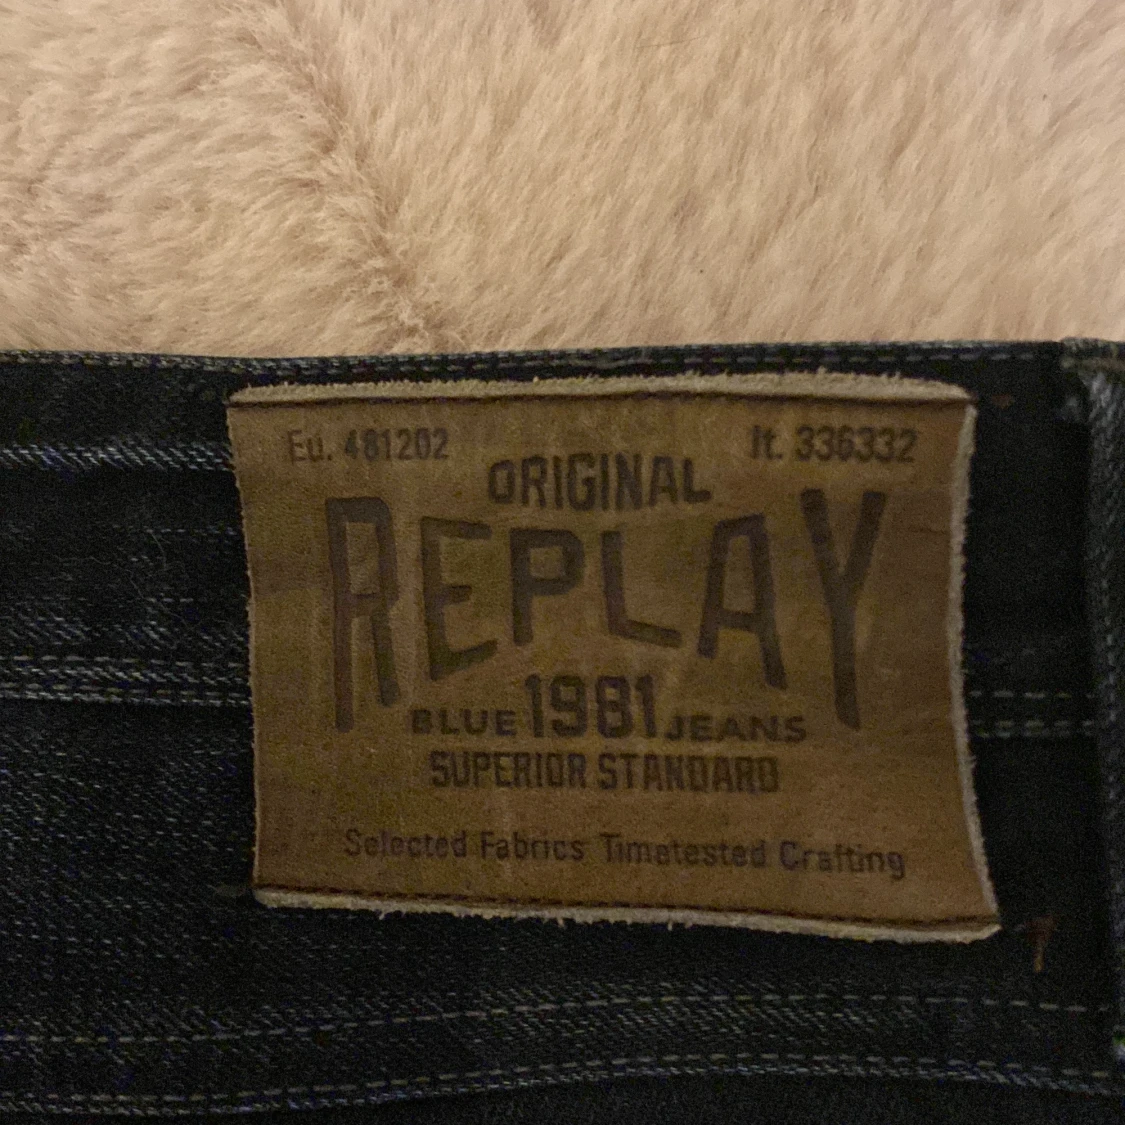 Eu. 481202 It. 336332
ORIGINAL
REPLAY
BLUE 1981 JEANS
SUPERIOR STANDARD
Selected Fabrics Timetested Crafting